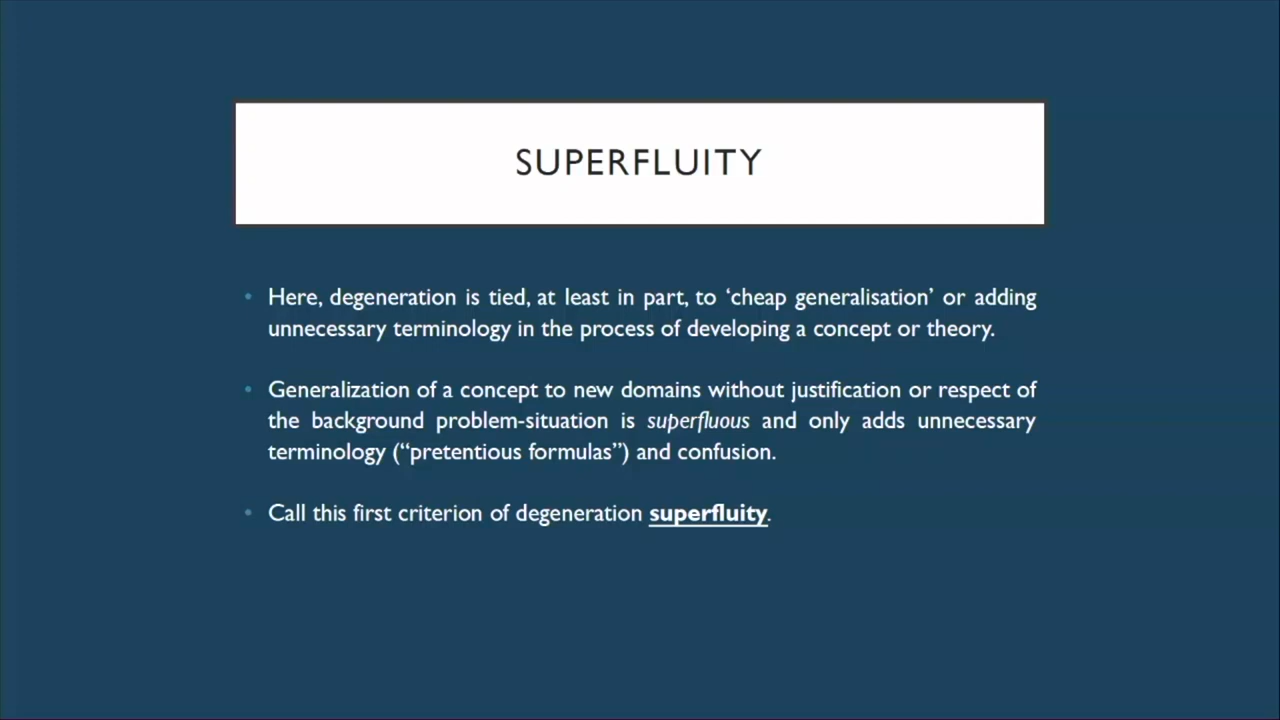 SUPERFLUITY
• Here, degeneration is tied, at least in part, to ‘cheap generalisation’ or adding
unnecessary terminology in the process of developing a concept or theory.
• Generalization of a concept to new domains without justification or respect of
the background problem-situation is superfluous and only adds unnecessary
terminology (“pretentious formulas”) and confusion.
• Call this first criterion of degeneration superfluity.